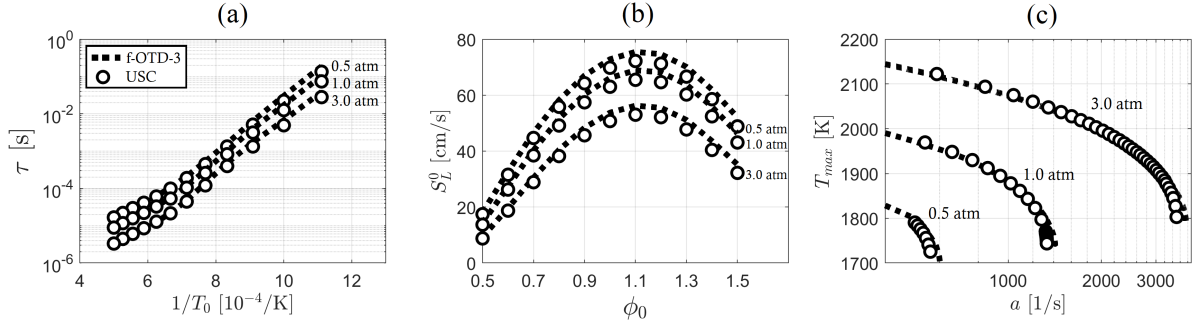 (a)
10^0
10^-2
10^-4
10^-6
τ [s]
f-OTD-3
USC
0.5 atm
1.0 atm
3.0 atm
4 6 8 10 12
1/T_0 [10^-4/K]
(b)
80
60
40
20
0
S_L^0 [cm/s]
0.5 atm
1.0 atm
3.0 atm
0.5 0.7 0.9 1.1 1.3 1.5
ϕ_0
(c)
2200
2100
2000
1900
1800
1700
T_max [K]
3.0 atm
1.0 atm
0.5 atm
1000 2000 3000
a [1/s]